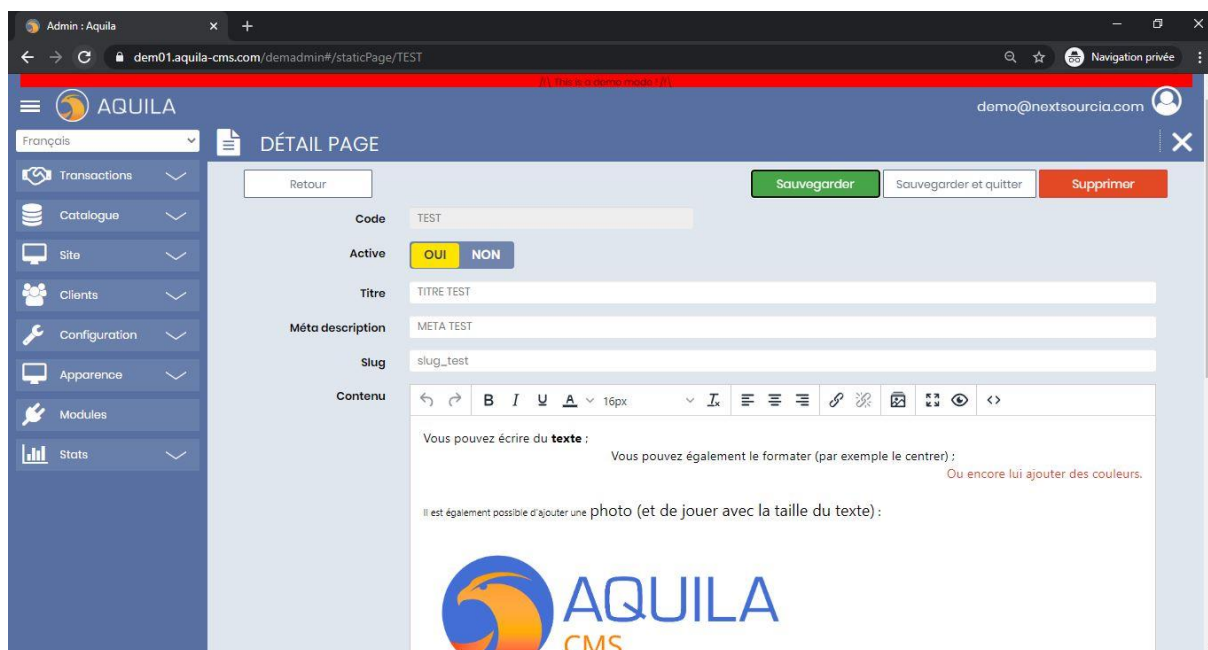 Admin : Aquila
dem01.aquila-cms.com/demadmin#/staticPage/TEST
Navigation privée
/!\ This is a demo mode ! /!\
AQUILA
demo@nextsourcia.com
Français
DÉTAIL PAGE
Transactions
Catalogue
Site
Clients
Configuration
Apparence
Modules
Stats
Retour
Sauvegarder
Sauvegarder et quitter
Supprimer
Code
TEST
Active
OUI NON
Titre
TITRE TEST
Méta description
META TEST
Slug
slug_test
Contenu
B I U A 16px
Vous pouvez écrire du texte ;
Vous pouvez également le formater (par exemple le centrer) ;
Ou encore lui ajouter des couleurs.
Il est également possible d'ajouter une photo (et de jouer avec la taille du texte) :
AQUILA
CMS